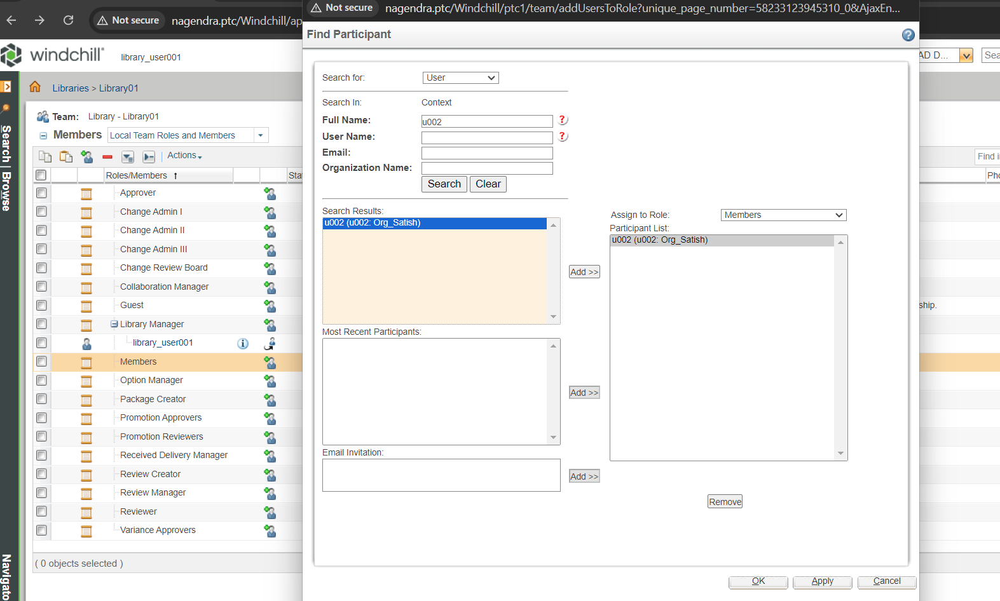 Not secure
nagendra.ptc/Windchill/ap
windchill
library_user001
Libraries > Library01
Search | Browse
Navigato
Team: Library - Library01
Members Local Team Roles and Members
Actions
Roles/Members ↑ Sta
Approver
Change Admin I
Change Admin II
Change Admin III
Change Review Board
Collaboration Manager
Guest
Library Manager
library_user001
Members
Option Manager
Package Creator
Promotion Approvers
Promotion Reviewers
Received Delivery Manager
Review Creator
Review Manager
Reviewer
Variance Approvers
( 0 objects selected )
Not secure nagendra.ptc/Windchill/ptc1/team/addUsersToRole?unique_page_number=58233123945310_0&AjaxEn...
Find Participant
Search for: User
Search In: Context
Full Name: u002
User Name:
Email:
Organization Name:
Search Clear
Search Results:
u002 (u002: Org_Satish)
Add >>
Most Recent Participants:
Add >>
Email Invitation:
Add >>
Assign to Role: Members
Participant List:
u002 (u002: Org_Satish)
Remove
OK Apply Cancel
AD D... Sea
Find i
Pho
ship.